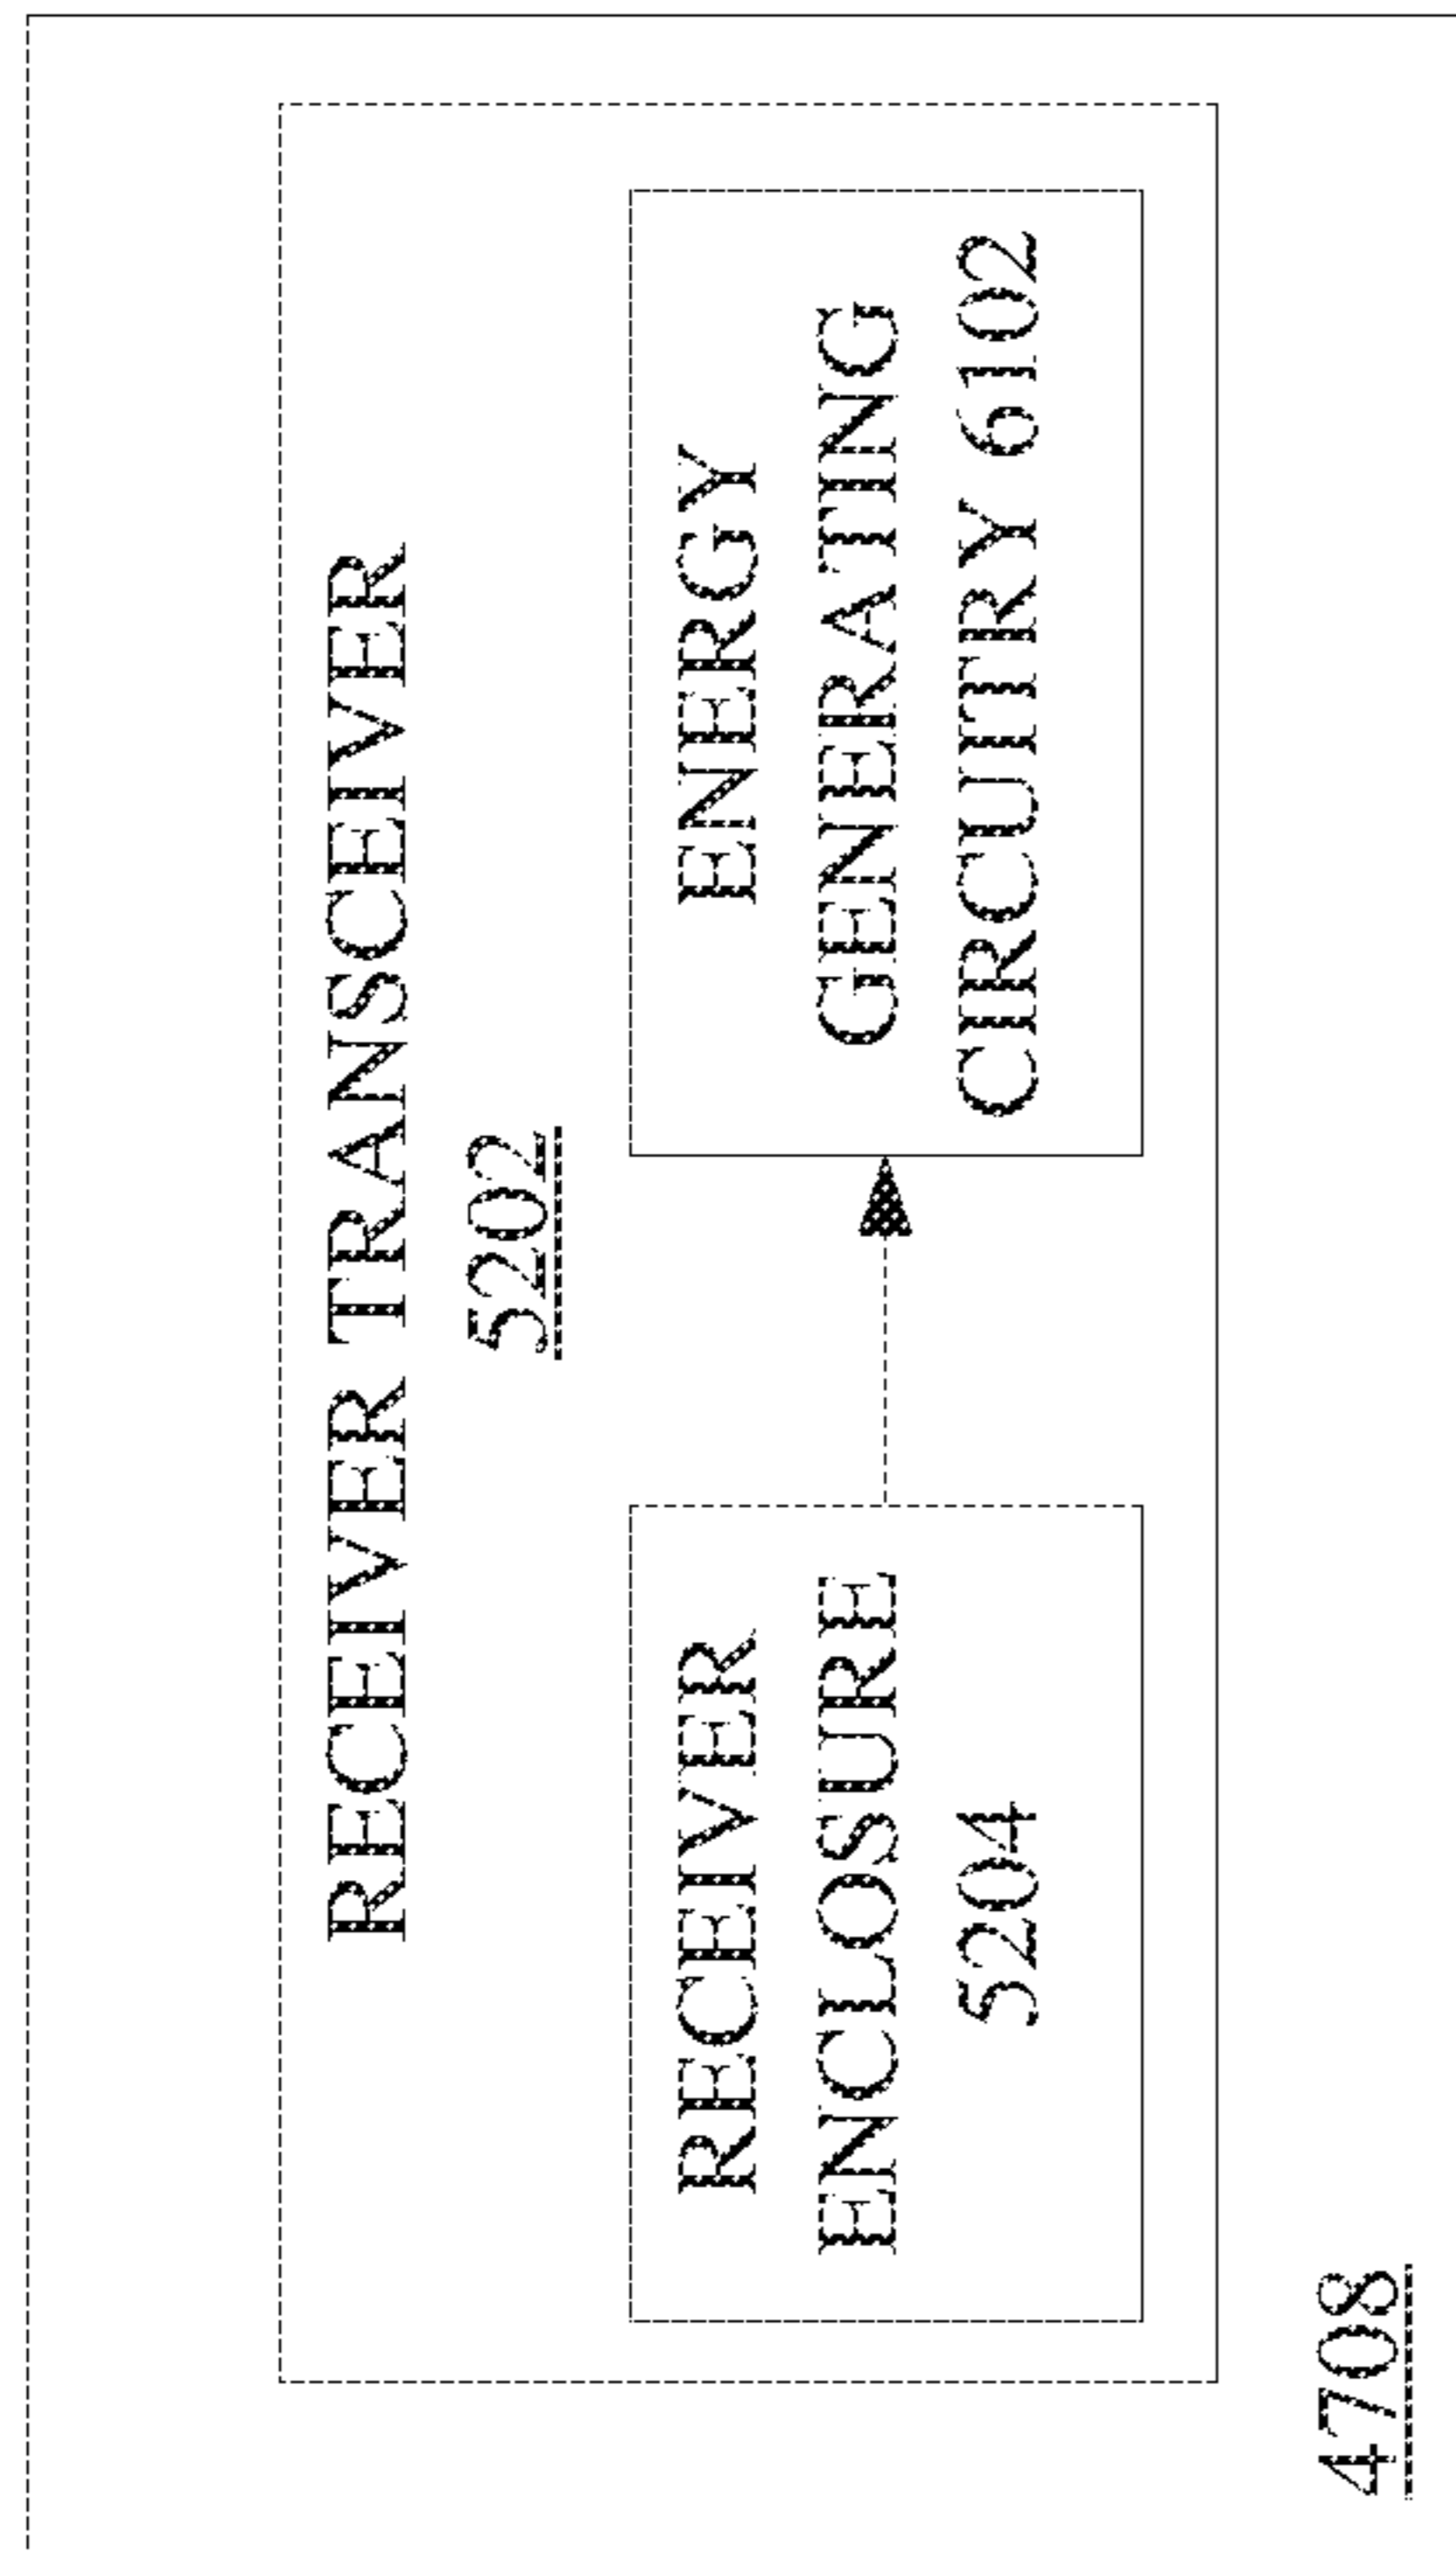 RECEIVER TRANSCEIVER
5202
RECEIVER
ENCLOSURE
5204
ENERGY
GENERATING
CIRCUITRY 6102
4708